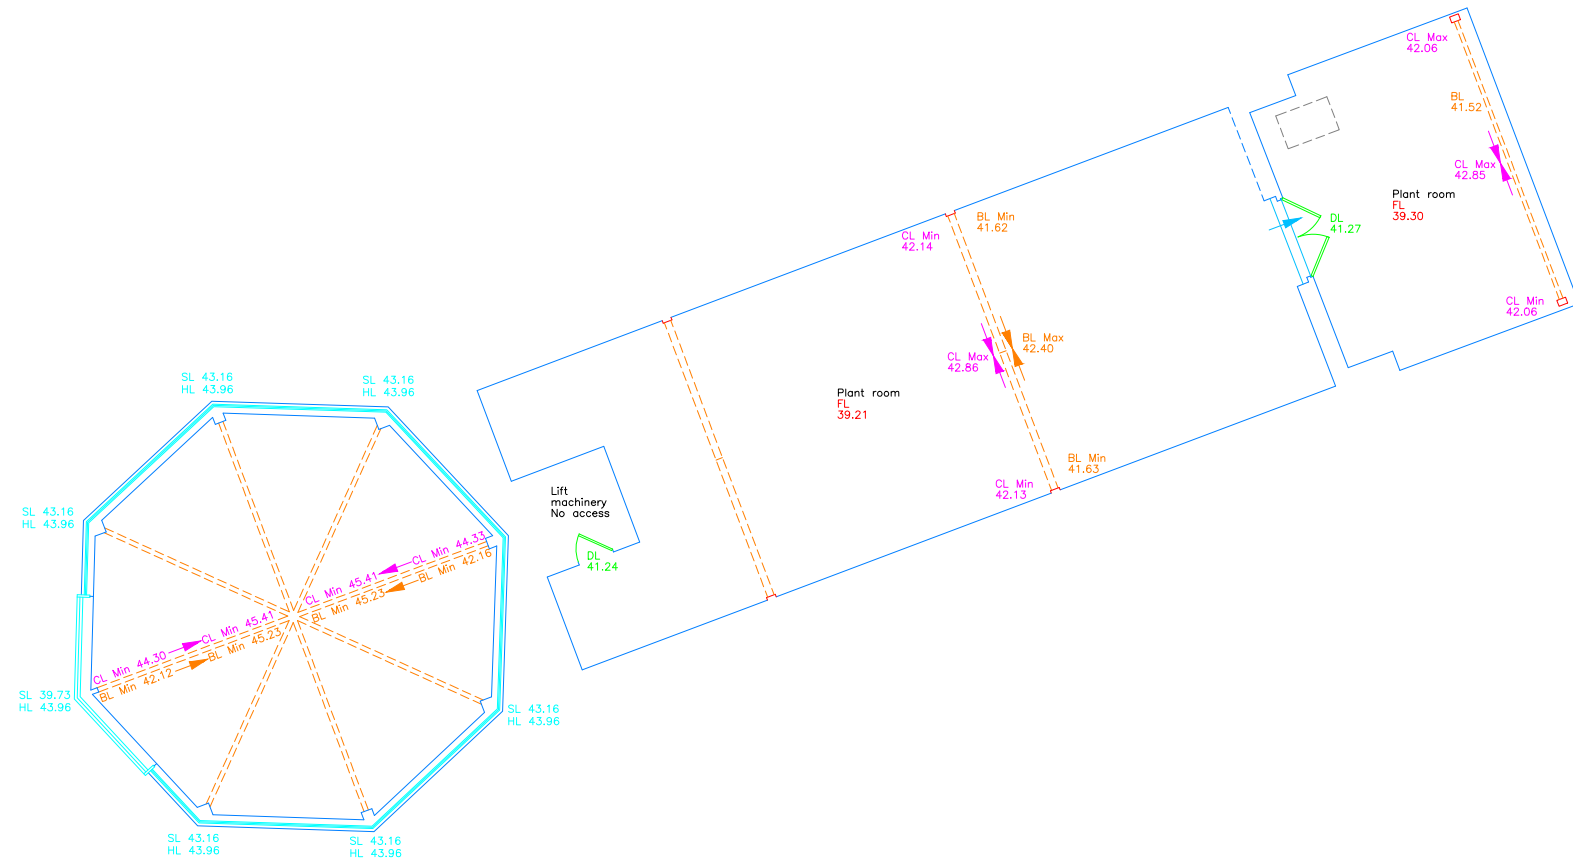 CL Max
42.06
BL
41.52
CL Max
42.85
Plant room
FL
39.30
DL
41.27
CL Min
42.06
BL Min
41.62
CL Min
42.14
BL Max
42.40
CL Max
42.86
Plant room
FL
39.21
BL Min
41.63
CL Min
42.13
Lift
machinery
No access
DL
41.24
SL 43.16
HL 43.96
SL 43.16
HL 43.96
SL 43.16
HL 43.96
CL Min 44.33
BL Min 42.16
CL Min 45.41
BL Min 45.23
CL Min 45.41
BL Min 45.23
CL Min 44.30
BL Min 42.12
SL 39.73
HL 43.96
SL 43.16
HL 43.96
SL 43.16
HL 43.96
SL 43.16
HL 43.96